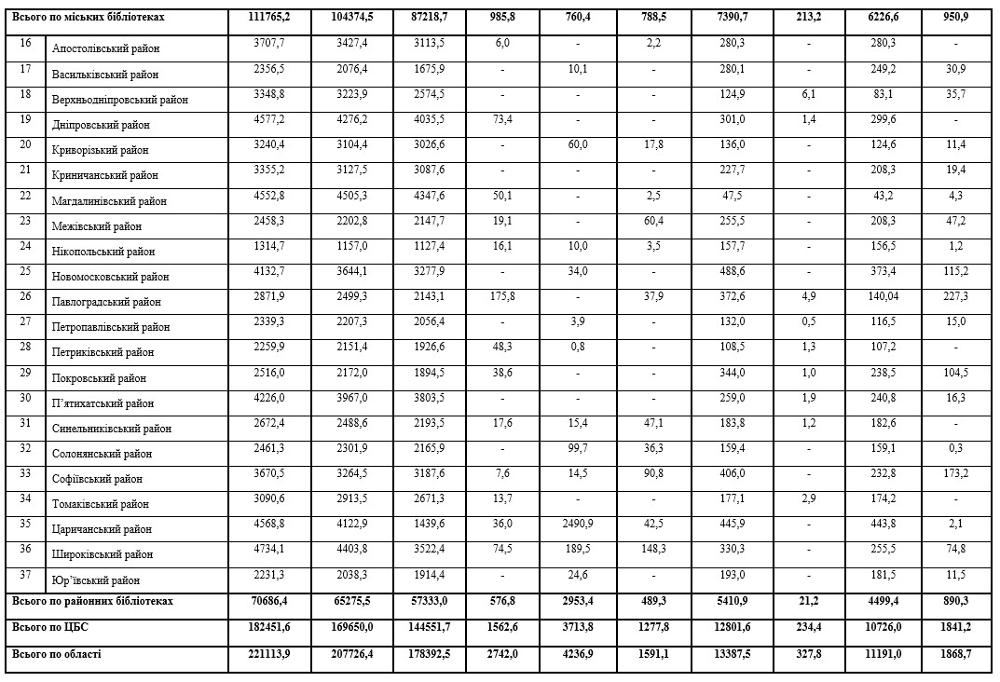 Всього по міських бібліотеках 111765,2 104374,5 87218,7 985,8 760,4 788,5 7390,7 213,2 6226,6 950,9
16 Апостолівський район 3707,7 3427,4 3113,5 6,0 - 2,2 280,3 - 280,3 -
17 Васильківський район 2356,5 2076,4 1675,9 - 10,1 - 280,1 - 249,2 30,9
18 Верхньодніпровський район 3348,8 3223,9 2574,5 - - - 124,9 6,1 83,1 35,7
19 Дніпровський район 4577,2 4276,2 4035,5 73,4 - - 301,0 1,4 299,6 -
20 Криворізький район 3240,4 3104,4 3026,6 - 60,0 17,8 136,0 - 124,6 11,4
21 Криничанський район 3355,2 3127,5 3087,6 - - - 227,7 - 208,3 19,4
22 Магдалинівський район 4552,8 4505,3 4347,6 50,1 - 2,5 47,5 - 43,2 4,3
23 Межівський район 2458,3 2202,8 2147,7 19,1 - 60,4 255,5 - 208,3 47,2
24 Нікопольський район 1314,7 1157,0 1127,4 16,1 10,0 3,5 157,7 - 156,5 1,2
25 Новомосковський район 4132,7 3644,1 3277,9 - 34,0 - 488,6 - 373,4 115,2
26 Павлоградський район 2871,9 2499,3 2143,1 175,8 - 37,9 372,6 4,9 140,04 227,3
27 Петропавлівський район 2339,3 2207,3 2056,4 - 3,9 - 132,0 0,5 116,5 15,0
28 Петриківський район 2259,9 2151,4 1926,6 48,3 0,8 - 108,5 1,3 107,2 -
29 Покровський район 2516,0 2172,0 1894,5 38,6 - - 344,0 1,0 238,5 104,5
30 П’ятихатський район 4226,0 3967,0 3803,5 - - - 259,0 1,9 240,8 16,3
31 Синельниківський район 2672,4 2488,6 2193,5 17,6 15,4 47,1 183,8 1,2 182,6 -
32 Солонянський район 2461,3 2301,9 2165,9 - 99,7 36,3 159,4 - 159,1 0,3
33 Софіївський район 3670,5 3264,5 3187,6 7,6 14,5 90,8 406,0 - 232,8 173,2
34 Томаківський район 3090,6 2913,5 2671,3 13,7 - - 177,1 2,9 174,2 -
35 Царичанський район 4568,8 4122,9 1439,6 36,0 2490,9 42,5 445,9 - 443,8 2,1
36 Широківський район 4734,1 4403,8 3522,4 74,5 189,5 148,3 330,3 - 255,5 74,8
37 Юр’ївський район 2231,3 2038,3 1914,4 - 24,6 - 193,0 - 181,5 11,5
Всього по районних бібліотеках 70686,4 65275,5 57333,0 576,8 2953,4 489,3 5410,9 21,2 4499,4 890,3
Всього по ЦБС 182451,6 169650,0 144551,7 1562,6 3713,8 1277,8 12801,6 234,4 10726,0 1841,2
Всього по області 221113,9 207726,4 178392,5 2742,0 4236,9 1591,1 13387,5 327,8 11191,0 1868,7